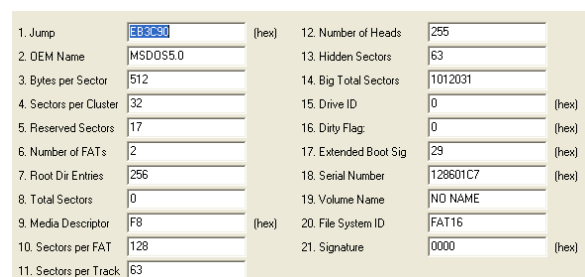 1. Jump EB3C90 (hex)
2. OEM Name MSDOS5.0
3. Bytes per Sector 512
4. Sectors per Cluster 32
5. Reserved Sectors 17
6. Number of FATs 2
7. Root Dir Entries 256
8. Total Sectors 0
9. Media Descriptor F8 (hex)
10. Sectors per FAT 128
11. Sectors per Track 63
12. Number of Heads 255
13. Hidden Sectors 63
14. Big Total Sectors 1012031
15. Drive ID 0 (hex)
16. Dirty Flag: 0 (hex)
17. Extended Boot Sig 29 (hex)
18. Serial Number 128601C7 (hex)
19. Volume Name NO NAME
20. File System ID FAT16
21. Signature 0000 (hex)